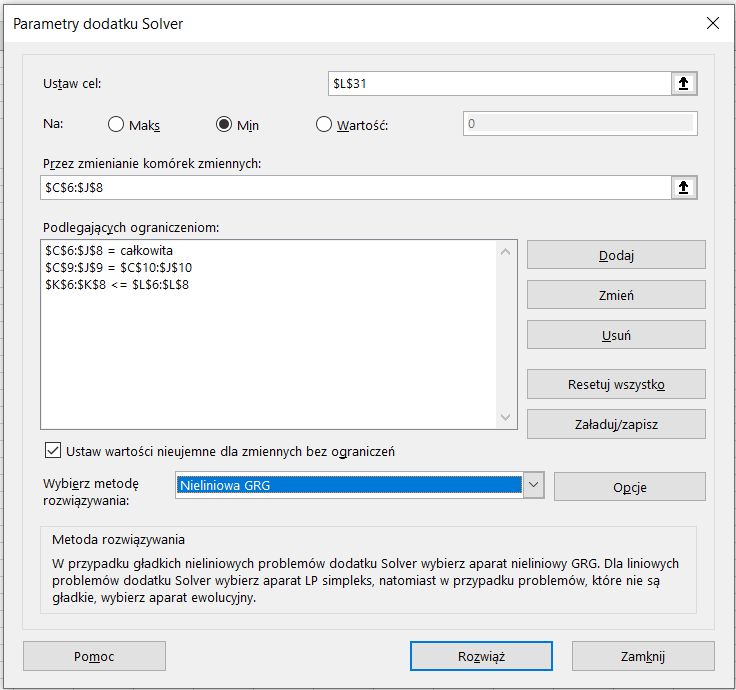 Parametry dodatku Solver
Ustaw cel:
$L$31
Na:
Maks
Min
Wartość:
0
Przez zmienianie komórek zmiennych:
$C$6:$J$8
Podlegających ograniczeniom:
$C$6:$J$8 = całkowita
$C$9:$J$9 = $C$10:$J$10
$K$6:$K$8 <= $L$6:$L$8
Dodaj
Zmień
Usuń
Resetuj wszystko
Załaduj/zapisz
Ustaw wartości nieujemne dla zmiennych bez ograniczeń
Wybierz metodę
rozwiązywania:
Nieliniowa GRG
Opcje
Metoda rozwiązywania
W przypadku gładkich nieliniowych problemów dodatku Solver wybierz aparat nieliniowy GRG. Dla liniowych
problemów dodatku Solver wybierz aparat LP simpleks, natomiast w przypadku problemów, które nie są
gładkie, wybierz aparat ewolucyjny.
Pomoc
Rozwiąż
Zamknij